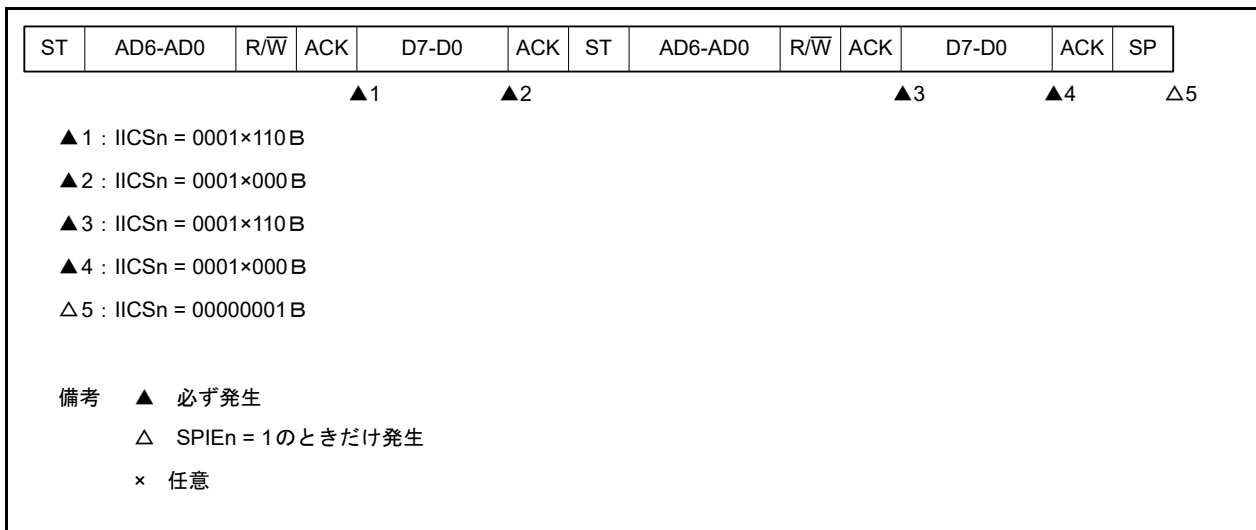 ST AD6-AD0 R/W̅ ACK D7-D0 ACK ST AD6-AD0 R/W̅ ACK D7-D0 ACK SP
▲1 ▲2 ▲3 ▲4 △5
▲1 : IICSn = 0001×110B
▲2 : IICSn = 0001×000B
▲3 : IICSn = 0001×110B
▲4 : IICSn = 0001×000B
△5 : IICSn = 00000001B
備考 ▲ 必ず発生
△ SPIEn = 1のときだけ発生
× 任意